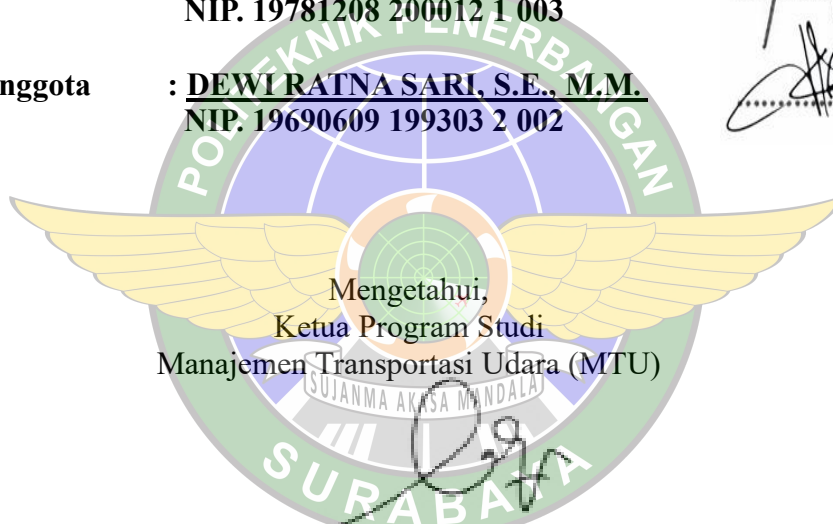 NIP. 19781208 200012 1 003
nggota : DEWI RATNA SARI, S.E., M.M.
NIP. 19690609 199303 2 002
POLITEKNIK PENERBANGAN
Mengetahui,
Ketua Program Studi
Manajemen Transportasi Udara (MTU)
SUJANMA AKASA MANDALA
SURABAYA